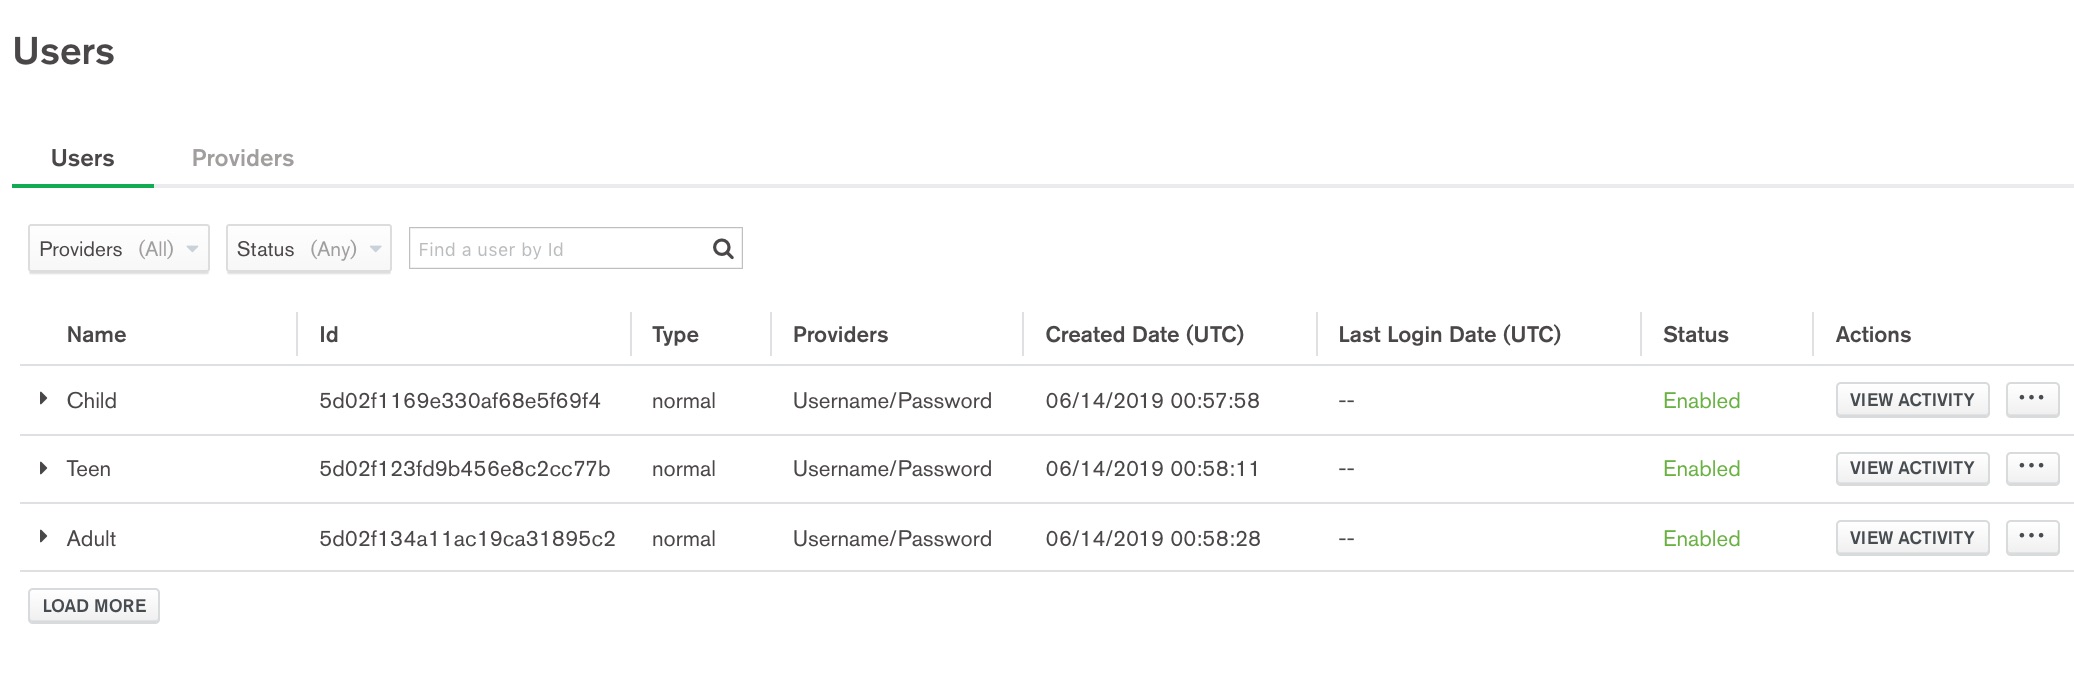 Users
Users Providers
Providers (All) Status (Any) Find a user by Id
Name Id Type Providers Created Date (UTC) Last Login Date (UTC) Status Actions
Child 5d02f1169e330af68e5f69f4 normal Username/Password 06/14/2019 00:57:58 -- Enabled VIEW ACTIVITY ...
Teen 5d02f123fd9b456e8c2cc77b normal Username/Password 06/14/2019 00:58:11 -- Enabled VIEW ACTIVITY ...
Adult 5d02f134a11ac19ca31895c2 normal Username/Password 06/14/2019 00:58:28 -- Enabled VIEW ACTIVITY ...
LOAD MORE